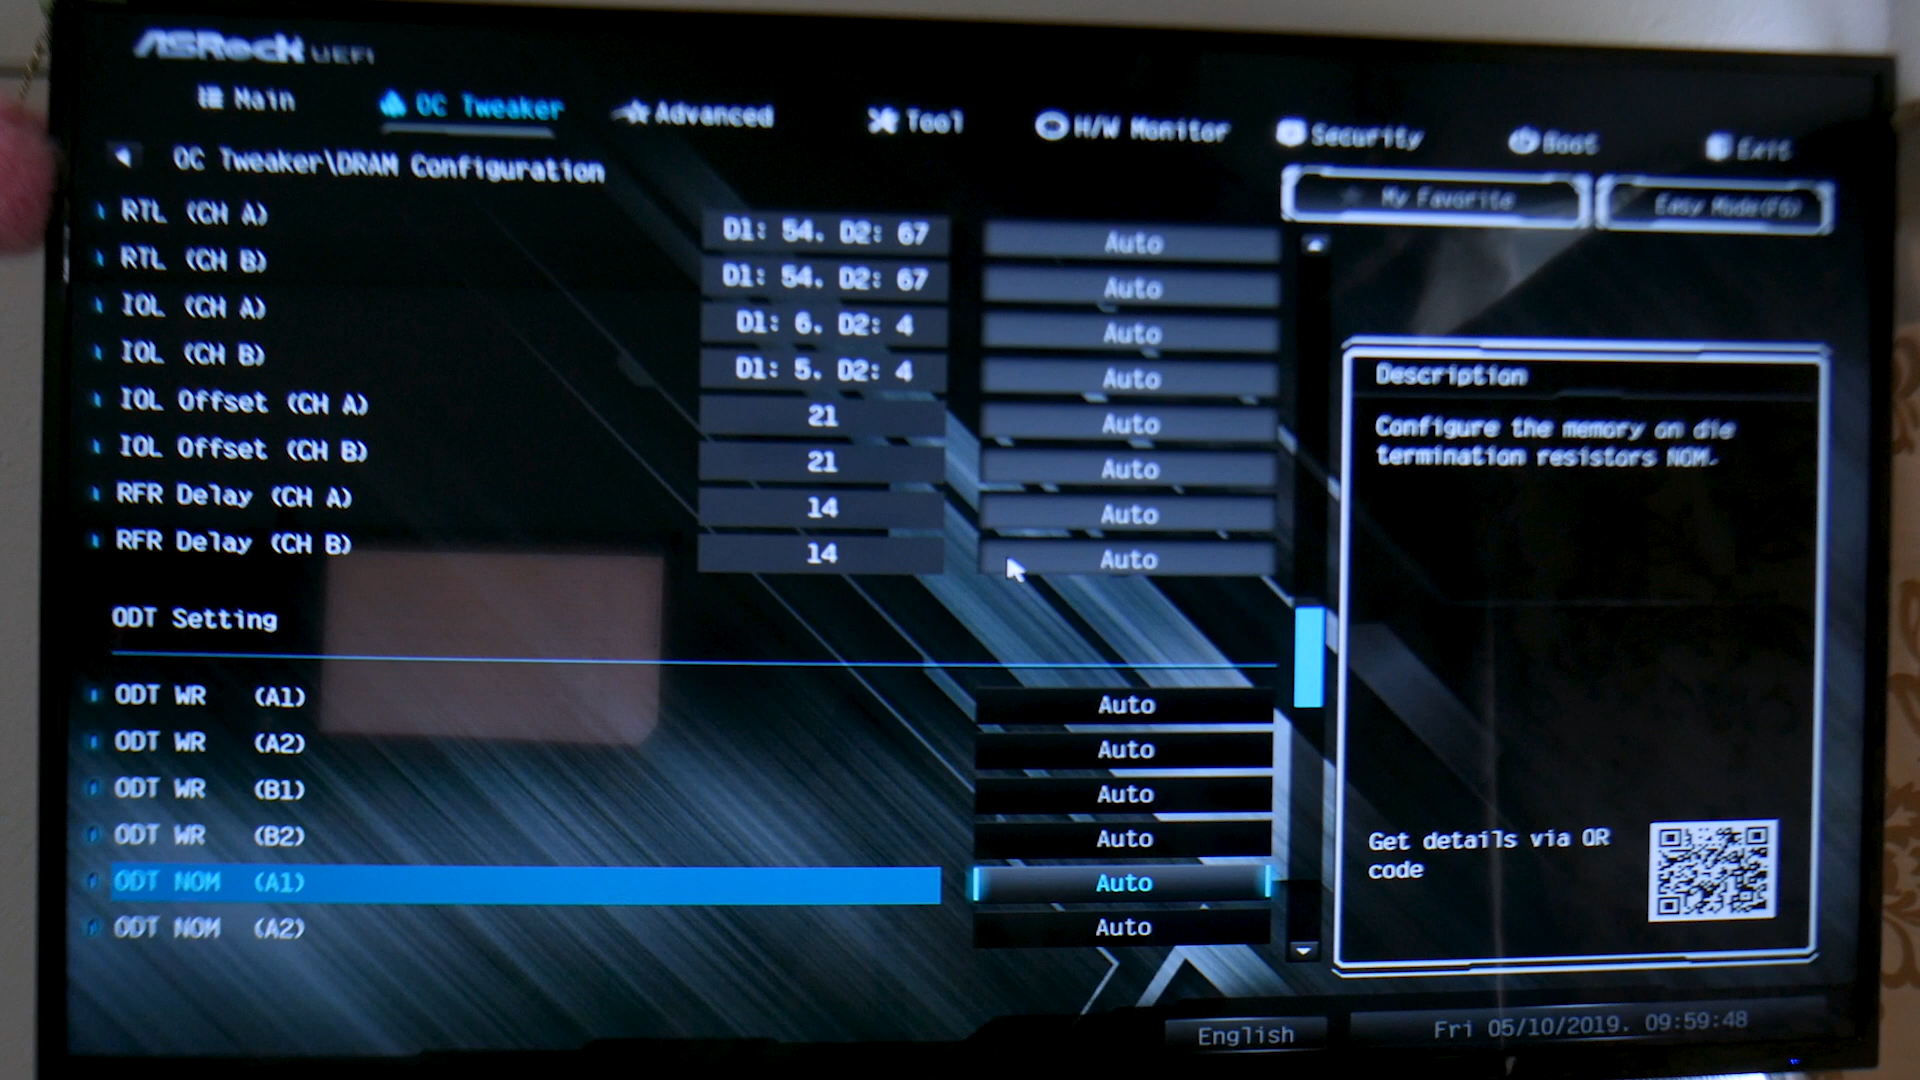 ASRock UEFI
Main OC Tweaker Advanced Tool H/W Monitor Security Boot Exit
OC Tweaker\DRAM Configuration
My Favorite Easy Mode(F6)
RTL (CH A) D1: 54. D2: 67 Auto
RTL (CH B) D1: 54. D2: 67 Auto
IOL (CH A) D1: 6. D2: 4 Auto
IOL (CH B) D1: 5. D2: 4 Auto
IOL Offset (CH A) 21 Auto
IOL Offset (CH B) 21 Auto
RFR Delay (CH A) 14 Auto
RFR Delay (CH B) 14 Auto
ODT Setting
ODT WR (A1) Auto
ODT WR (A2) Auto
ODT WR (B1) Auto
ODT WR (B2) Auto
ODT NOM (A1) Auto
ODT NOM (A2) Auto
Description
Configure the memory on die
termination resistors NOM.
Get details via QR
code
English Fri 05/10/2019. 09:59:48